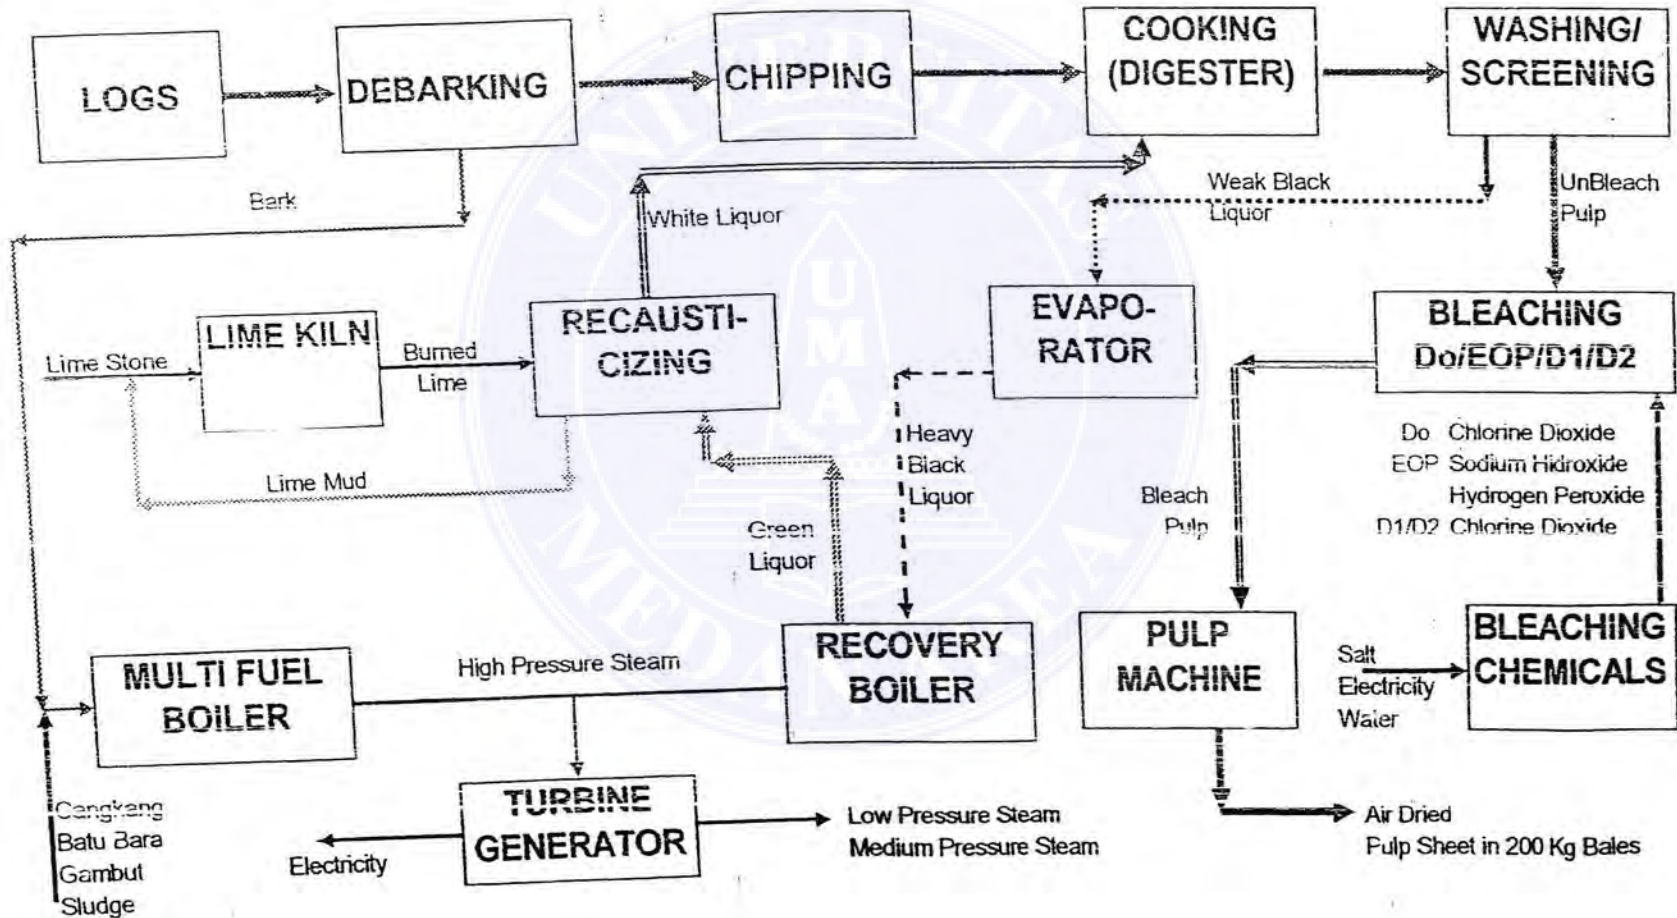 LOGS
DEBARKING
CHIPPING
COOKING
(DIGESTER)
WASHING/
SCREENING
Bark
White Liquor
Weak Black
Liquor
UnBleach
Pulp
Lime Stone
LIME KILN
Burned
Lime
RECAUSTI-
CIZING
EVAPO-
RATOR
BLEACHING
Do/EOP/D1/D2
Lime Mud
Green
Liquor
Heavy
Black
Liquor
Bleach
Pulp
Do Chlorine Dioxide
EOP Sodium Hidroxide
Hydrogen Peroxide
D1/D2 Chlorine Dioxide
MULTI FUEL
BOILER
High Pressure Steam
RECOVERY
BOILER
PULP
MACHINE
Salt
Electricity
Water
BLEACHING
CHEMICALS
Cangkang
Batu Bara
Gambut
Sludge
Electricity
TURBINE
GENERATOR
Low Pressure Steam
Medium Pressure Steam
Air Dried
Pulp Sheet in 200 Kg Bales
UNIVERSITAS
MEDAN AREA
UMA